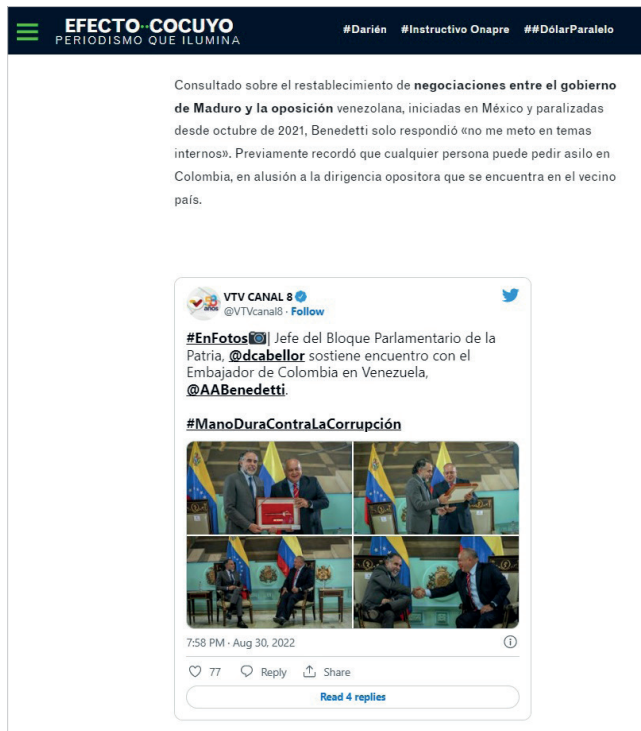 EFECTO··COCUYO
PERIODISMO QUE ILUMINA
#Darién #Instructivo Onapre ##DólarParalelo
Consultado sobre el restablecimiento de negociaciones entre el gobierno
de Maduro y la oposición venezolana, iniciadas en México y paralizadas
desde octubre de 2021, Benedetti solo respondió «no me meto en temas
internos». Previamente recordó que cualquier persona puede pedir asilo en
Colombia, en alusión a la dirigencia opositora que se encuentra en el vecino
país.
VTV CANAL 8
@VTVcanal8 · Follow
#EnFotos📷| Jefe del Bloque Parlamentario de la
Patria, @dcabellor sostiene encuentro con el
Embajador de Colombia en Venezuela,
@AABenedetti.
#ManoDuraContraLaCorrupción
7:58 PM · Aug 30, 2022
77 Reply Share
Read 4 replies